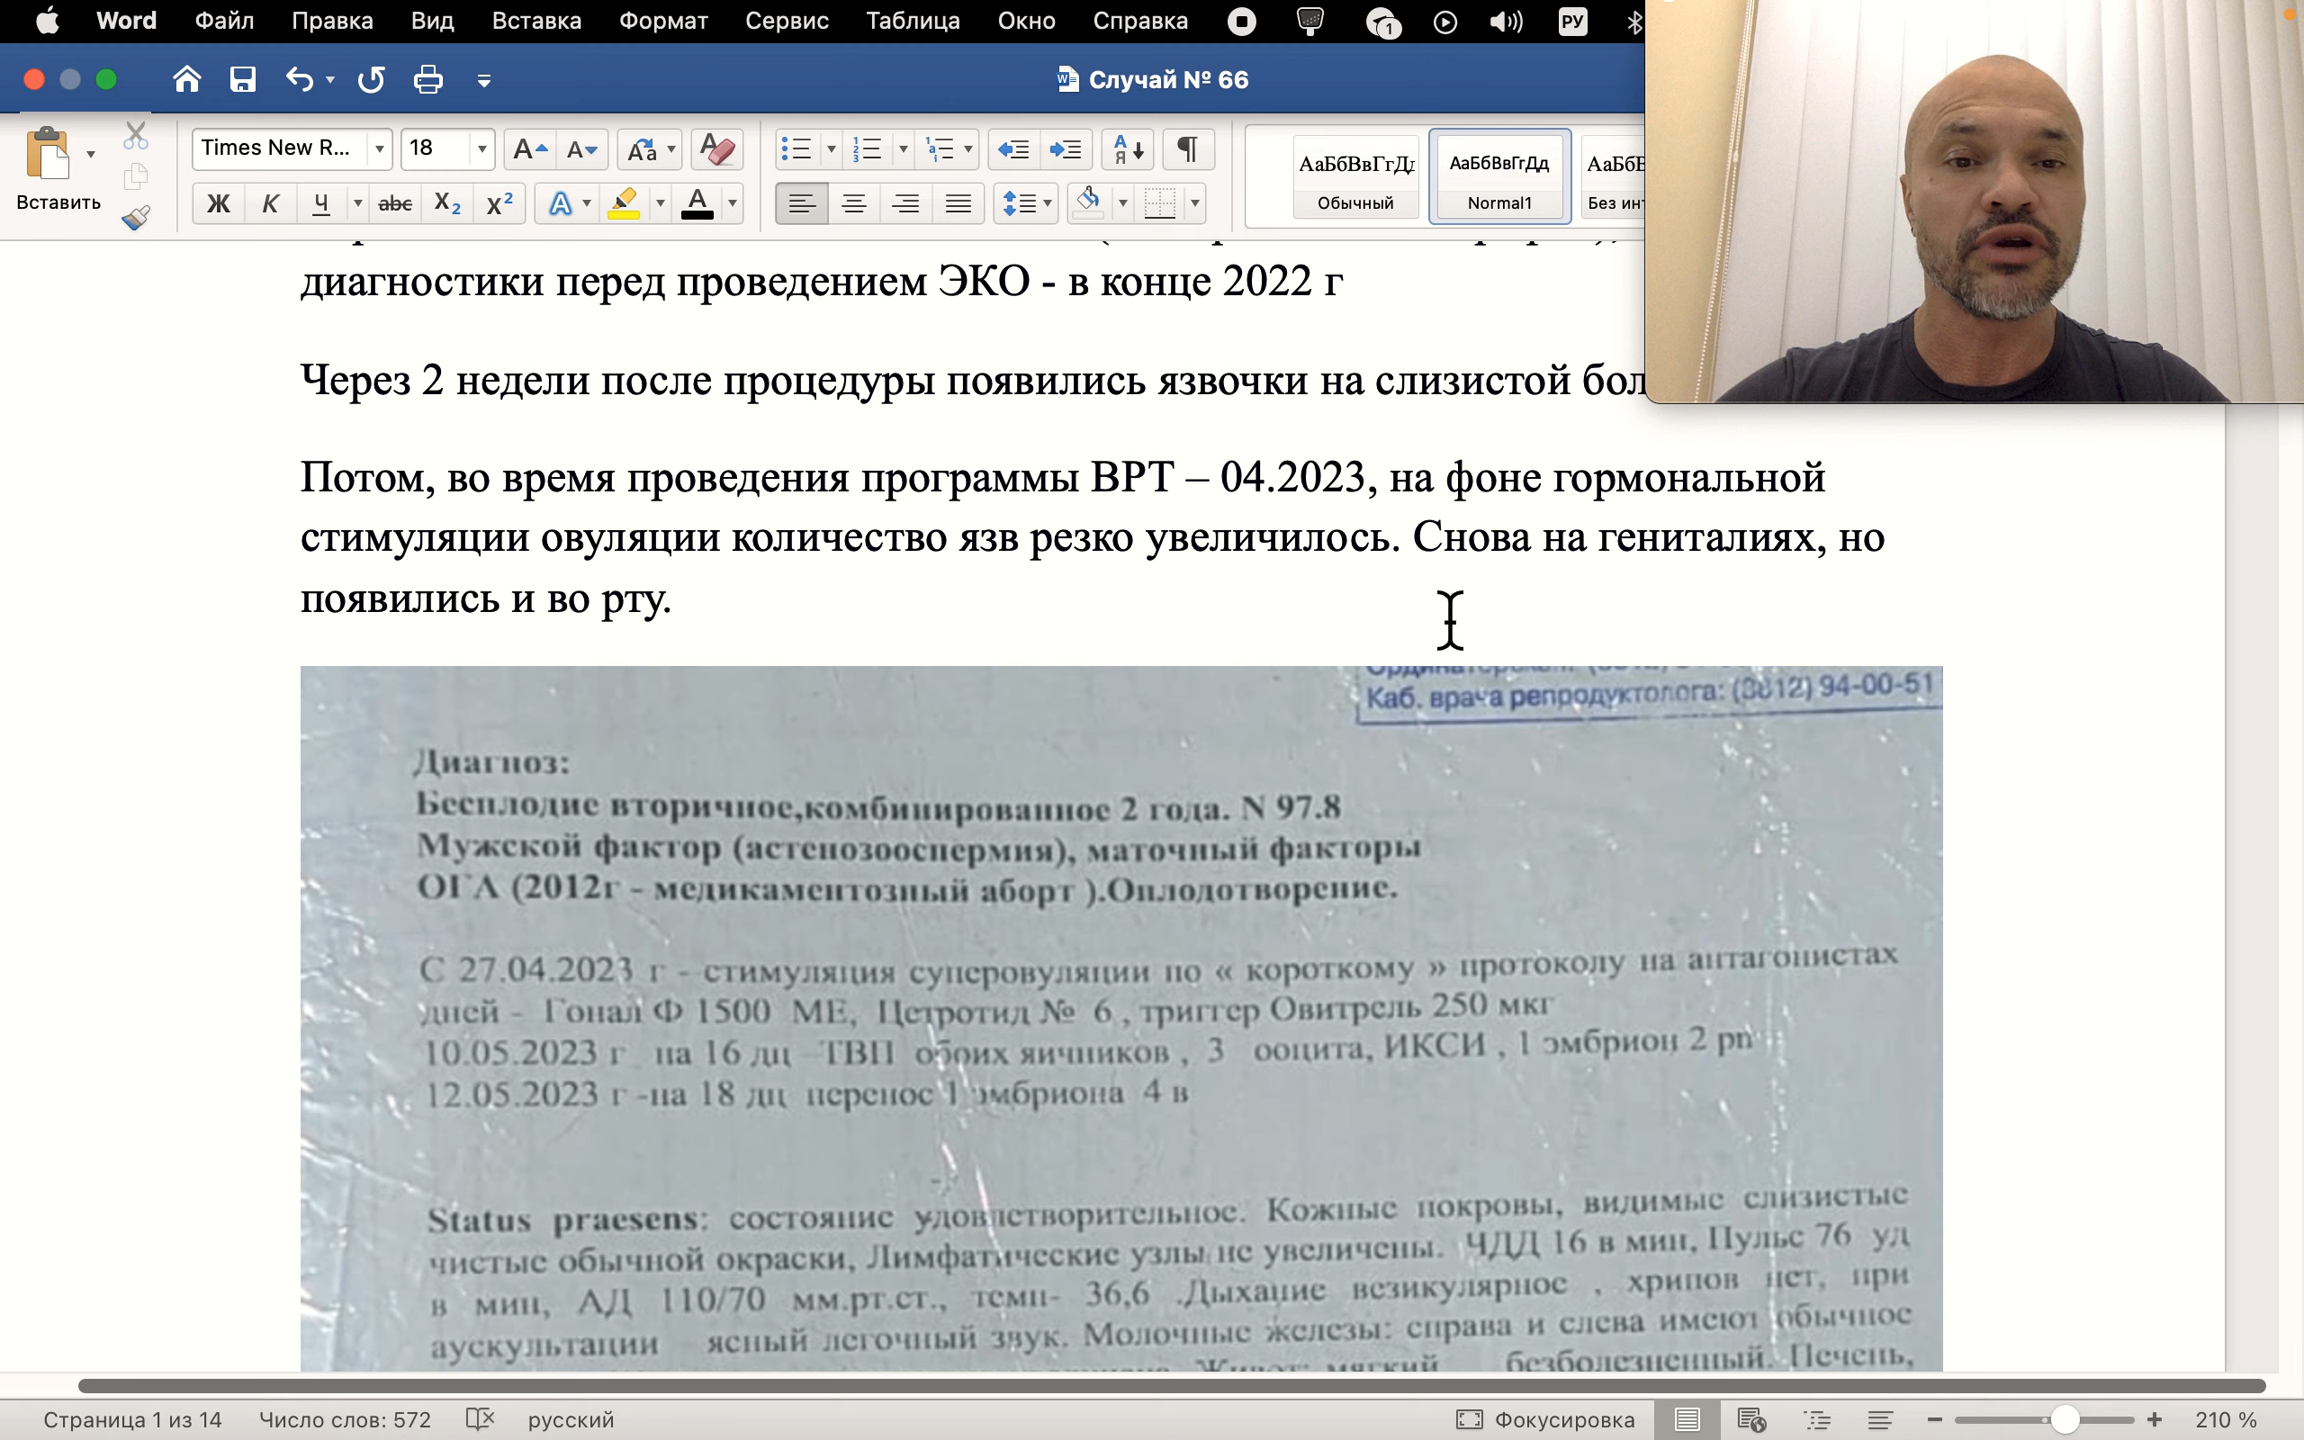 Word Файл Правка Вид Вставка Формат Сервис Таблица Окно Справка 1 РУ
Случай № 66
Вставить
Times New R... 18
АаБбВвГгДд АаБбВвГгДд АаБбВ
Ж К Ч abc X₂ X² А А
Обычный Normal1 Без инт
диагностики перед проведением ЭКО - в конце 2022 г
Через 2 недели после процедуры появились язвочки на слизистой бол
Потом, во время проведения программы ВРТ – 04.2023, на фоне гормональной
стимуляции овуляции количество язв резко увеличилось. Снова на гениталиях, но
появились и во рту.
Каб. врача репродуктолога: (3812) 94-00-51
Диагноз:
Бесплодие вторичное,комбинированное 2 года. N 97.8
Мужской фактор (астенозооспермия), маточный факторы
ОГА (2012г - медикаментозный аборт ).Оплодотворение.
С 27.04.2023 г - стимуляция суперовуляции по « короткому » протоколу на антагонистах
дней - Гонал Ф 1500 МЕ, Цетротид № 6 , триггер Овитрель 250 мкг
10.05.2023 г на 16 дц ТВП обоих яичников , 3 ооцита, ИКСИ , 1 эмбрион 2 pn
12.05.2023 г -на 18 дц перенос 1 эмбриона 4 в
Status praesens: состояние удовлетворительное. Кожные покровы, видимые слизистые
чистые обычной окраски, Лимфатические узлы не увеличены. ЧДД 16 в мин, Пульс 76 уд
в мин, АД 110/70 мм.рт.ст., темп- 36,6 .Дыхание везикулярное , хрипов нет, при
аускультации ясный легочный звук. Молочные железы: справа и слева имеют обычное
Живот: мягкий безболезненный. Печень,
Страница 1 из 14 Число слов: 572 русский Фокусировка 210 %